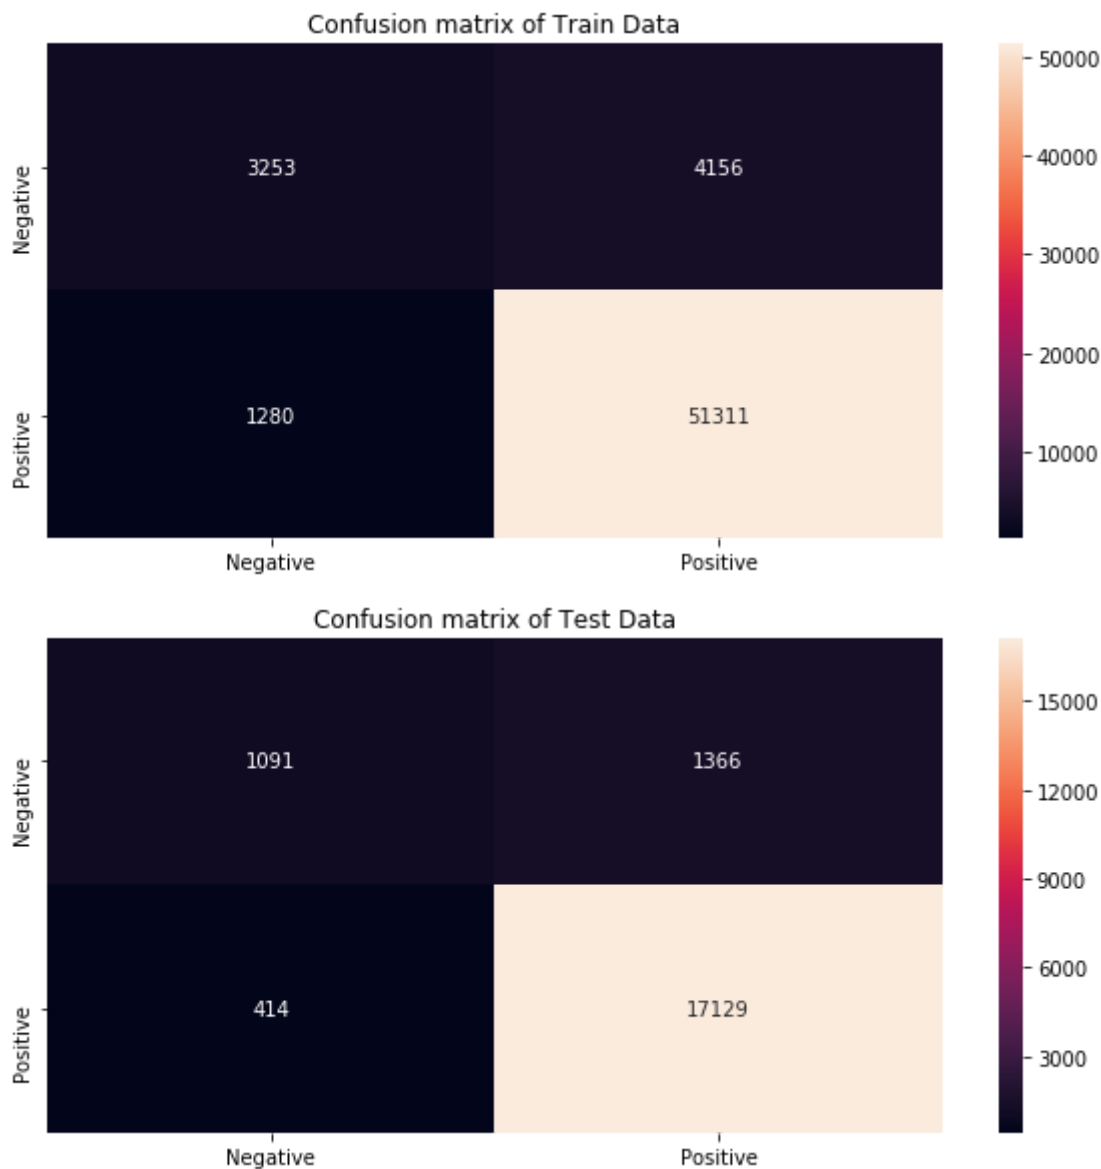 Confusion matrix of Train Data
50000
3253 4156
Negative
40000
30000
20000
1280 51311
Positive
10000
Negative Positive
Confusion matrix of Test Data
15000
1091 1366
Negative
12000
9000
6000
414 17129
Positive
3000
Negative Positive